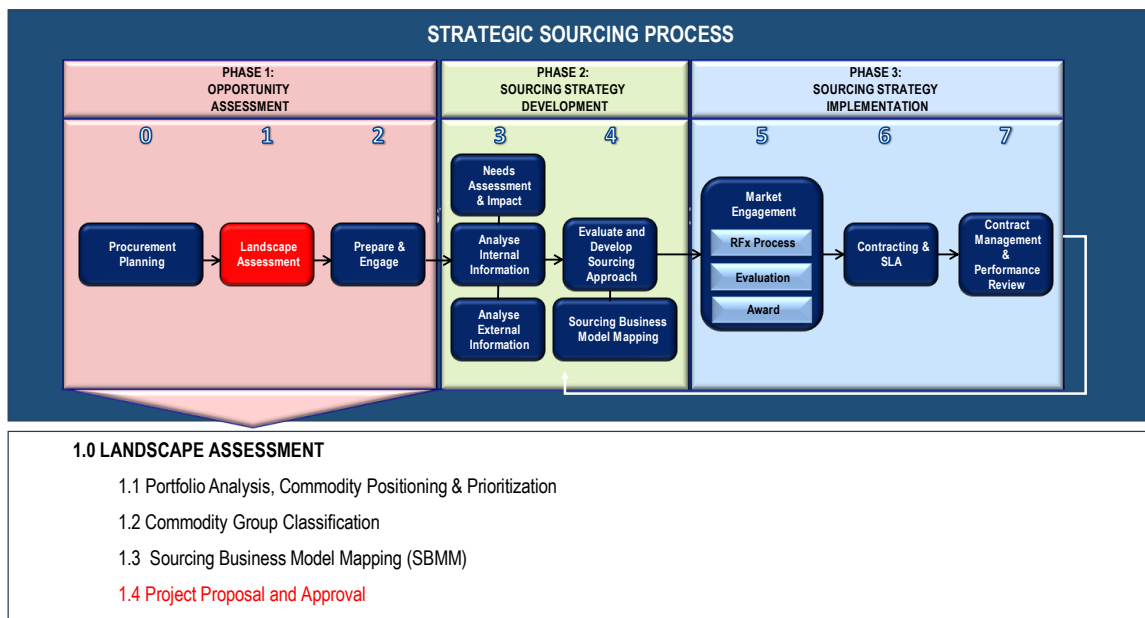 STRATEGIC SOURCING PROCESS
PHASE 1:
OPPORTUNITY
ASSESSMENT
PHASE 2:
SOURCING STRATEGY
DEVELOPMENT
PHASE 3:
SOURCING STRATEGY
IMPLEMENTATION
0
1
2
3
4
5
6
7
Procurement
Planning
Landscape
Assessment
Prepare &
Engage
Needs
Assessment
& Impact
Analyse
Internal
Information
Analyse
External
Information
Evaluate and
Develop
Sourcing
Approach
Sourcing Business
Model Mapping
Market
Engagement
RFx Process
Evaluation
Award
Contracting &
SLA
Contract
Management
&
Performance
Review
1.0 LANDSCAPE ASSESSMENT
1.1 Portfolio Analysis, Commodity Positioning & Prioritization
1.2 Commodity Group Classification
1.3 Sourcing Business Model Mapping (SBMM)
1.4 Project Proposal and Approval